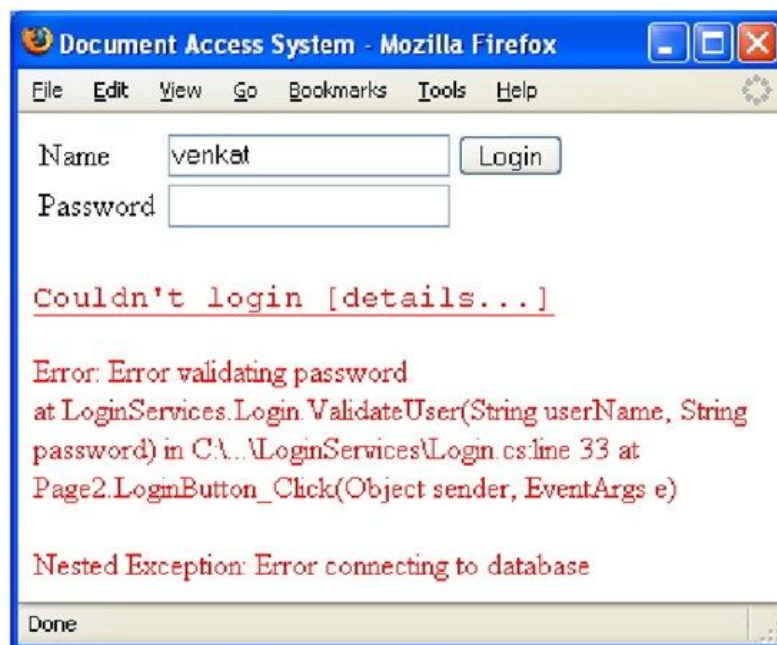 Document Access System - Mozilla Firefox
File Edit View Go Bookmarks Tools Help
Name venkat Login
Password
Couldn't login [details...]
Error: Error validating password
at LoginServices.Login.ValidateUser(String userName, String
password) in C:\...\LoginServices\Login.cs:line 33 at
Page2.LoginButton_Click(Object sender, EventArgs e)
Nested Exception: Error connecting to database
Done